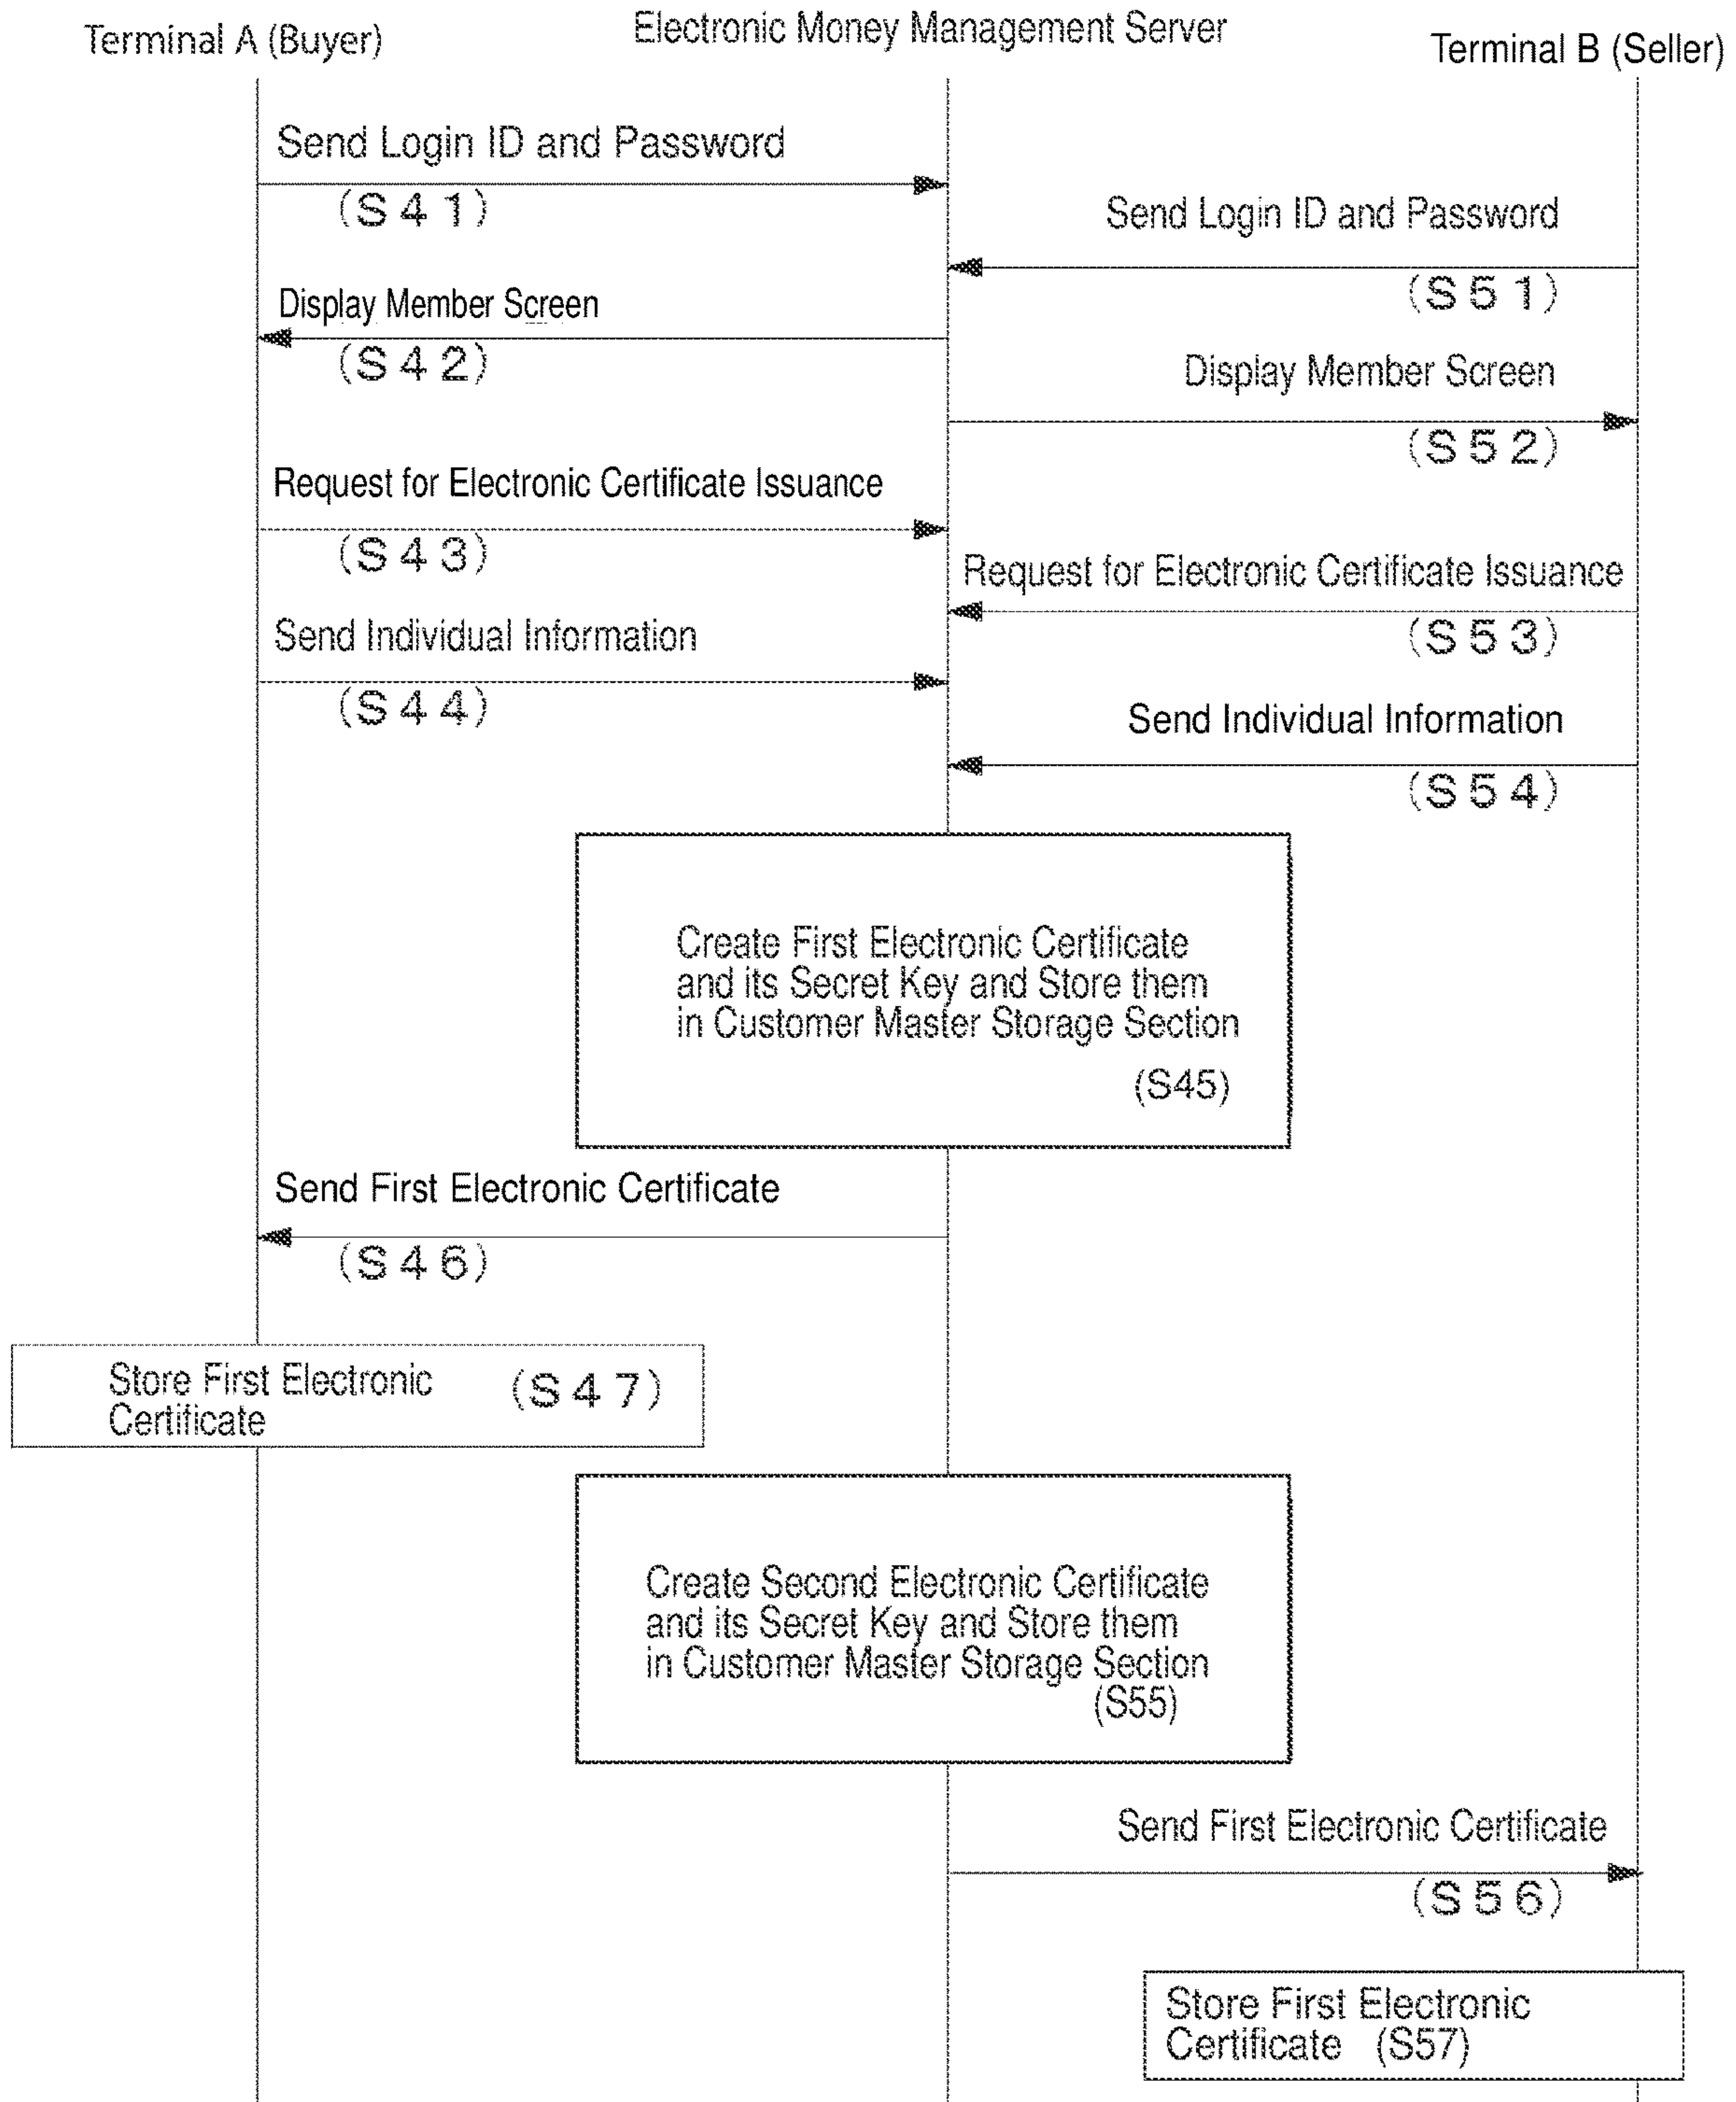 Terminal A (Buyer)
Electronic Money Management Server
Terminal B (Seller)
Send Login ID and Password
(S41)
Send Login ID and Password
(S51)
Display Member Screen
(S42)
Display Member Screen
(S52)
Request for Electronic Certificate Issuance
(S43)
Request for Electronic Certificate Issuance
(S53)
Send Individual Information
(S44)
Send Individual Information
(S54)
Create First Electronic Certificate
and its Secret Key and Store them
in Customer Master Storage Section
(S45)
Send First Electronic Certificate
(S46)
Store First Electronic (S47)
Certificate
Create Second Electronic Certificate
and its Secret Key and Store them
in Customer Master Storage Section
(S55)
Send First Electronic Certificate
(S56)
Store First Electronic
Certificate (S57)